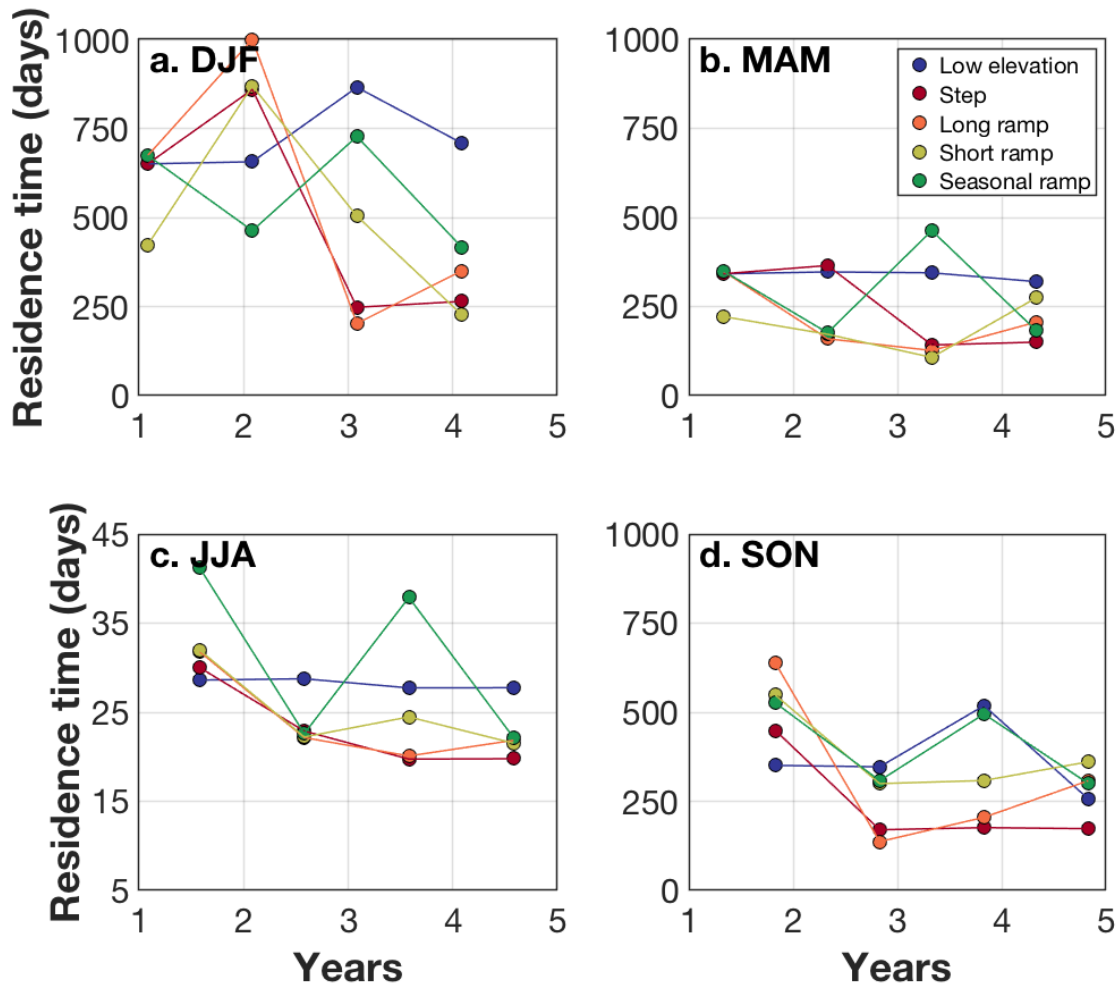 a. DJF
Residence time (days)
1000
750
500
250
0
1 2 3 4 5
b. MAM
Low elevation
Step
Long ramp
Short ramp
Seasonal ramp
1000
750
500
250
0
1 2 3 4 5
c. JJA
Residence time (days)
45
35
25
15
5
1 2 3 4 5
Years
d. SON
1000
750
500
250
0
1 2 3 4 5
Years